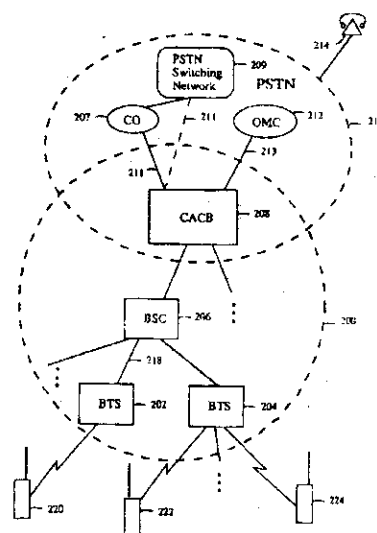 214
PSTN
Switching
Network
209
PSTN
207
CO
211
OMC
212
21
211
213
CACB
208
BSC
206
200
218
BTS
202
BTS
204
220
222
224